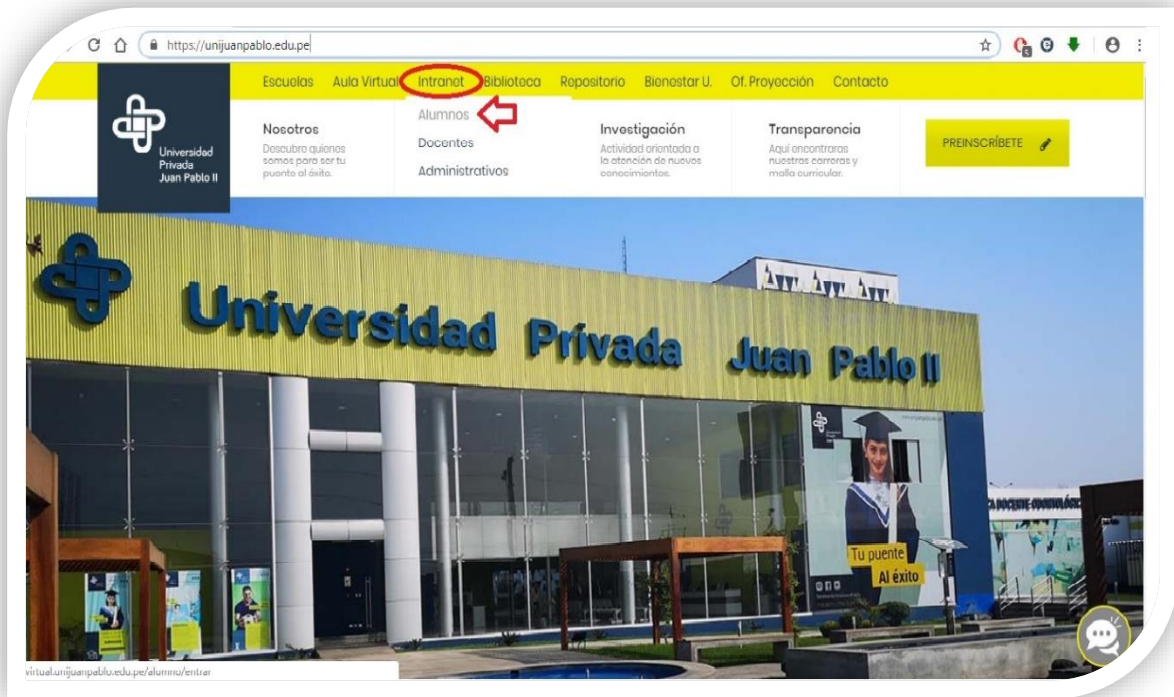 https://unijuanpablo.edu.pe
Escuelas Aula Virtual Intranet Biblioteca Repositorio Bienestar U. Of. Proyección Contacto
Universidad
Privada
Juan Pablo II
Nosotros
Descubre quienes
somos para ser tu
puente al éxito.
Alumnos
Docentes
Administrativos
Investigación
Actividad orientada a
la atención de nuevos
conocimientos.
Transparencia
Aquí encontraras
nuestras carreras y
malla curricular.
PREINSCRÍBETE
Universidad Privada Juan Pablo II
DOCENTE ODONTOLÓGIC
Tu puente
Al éxito
virtual.unijuanpablo.edu.pe/alumno/entrar